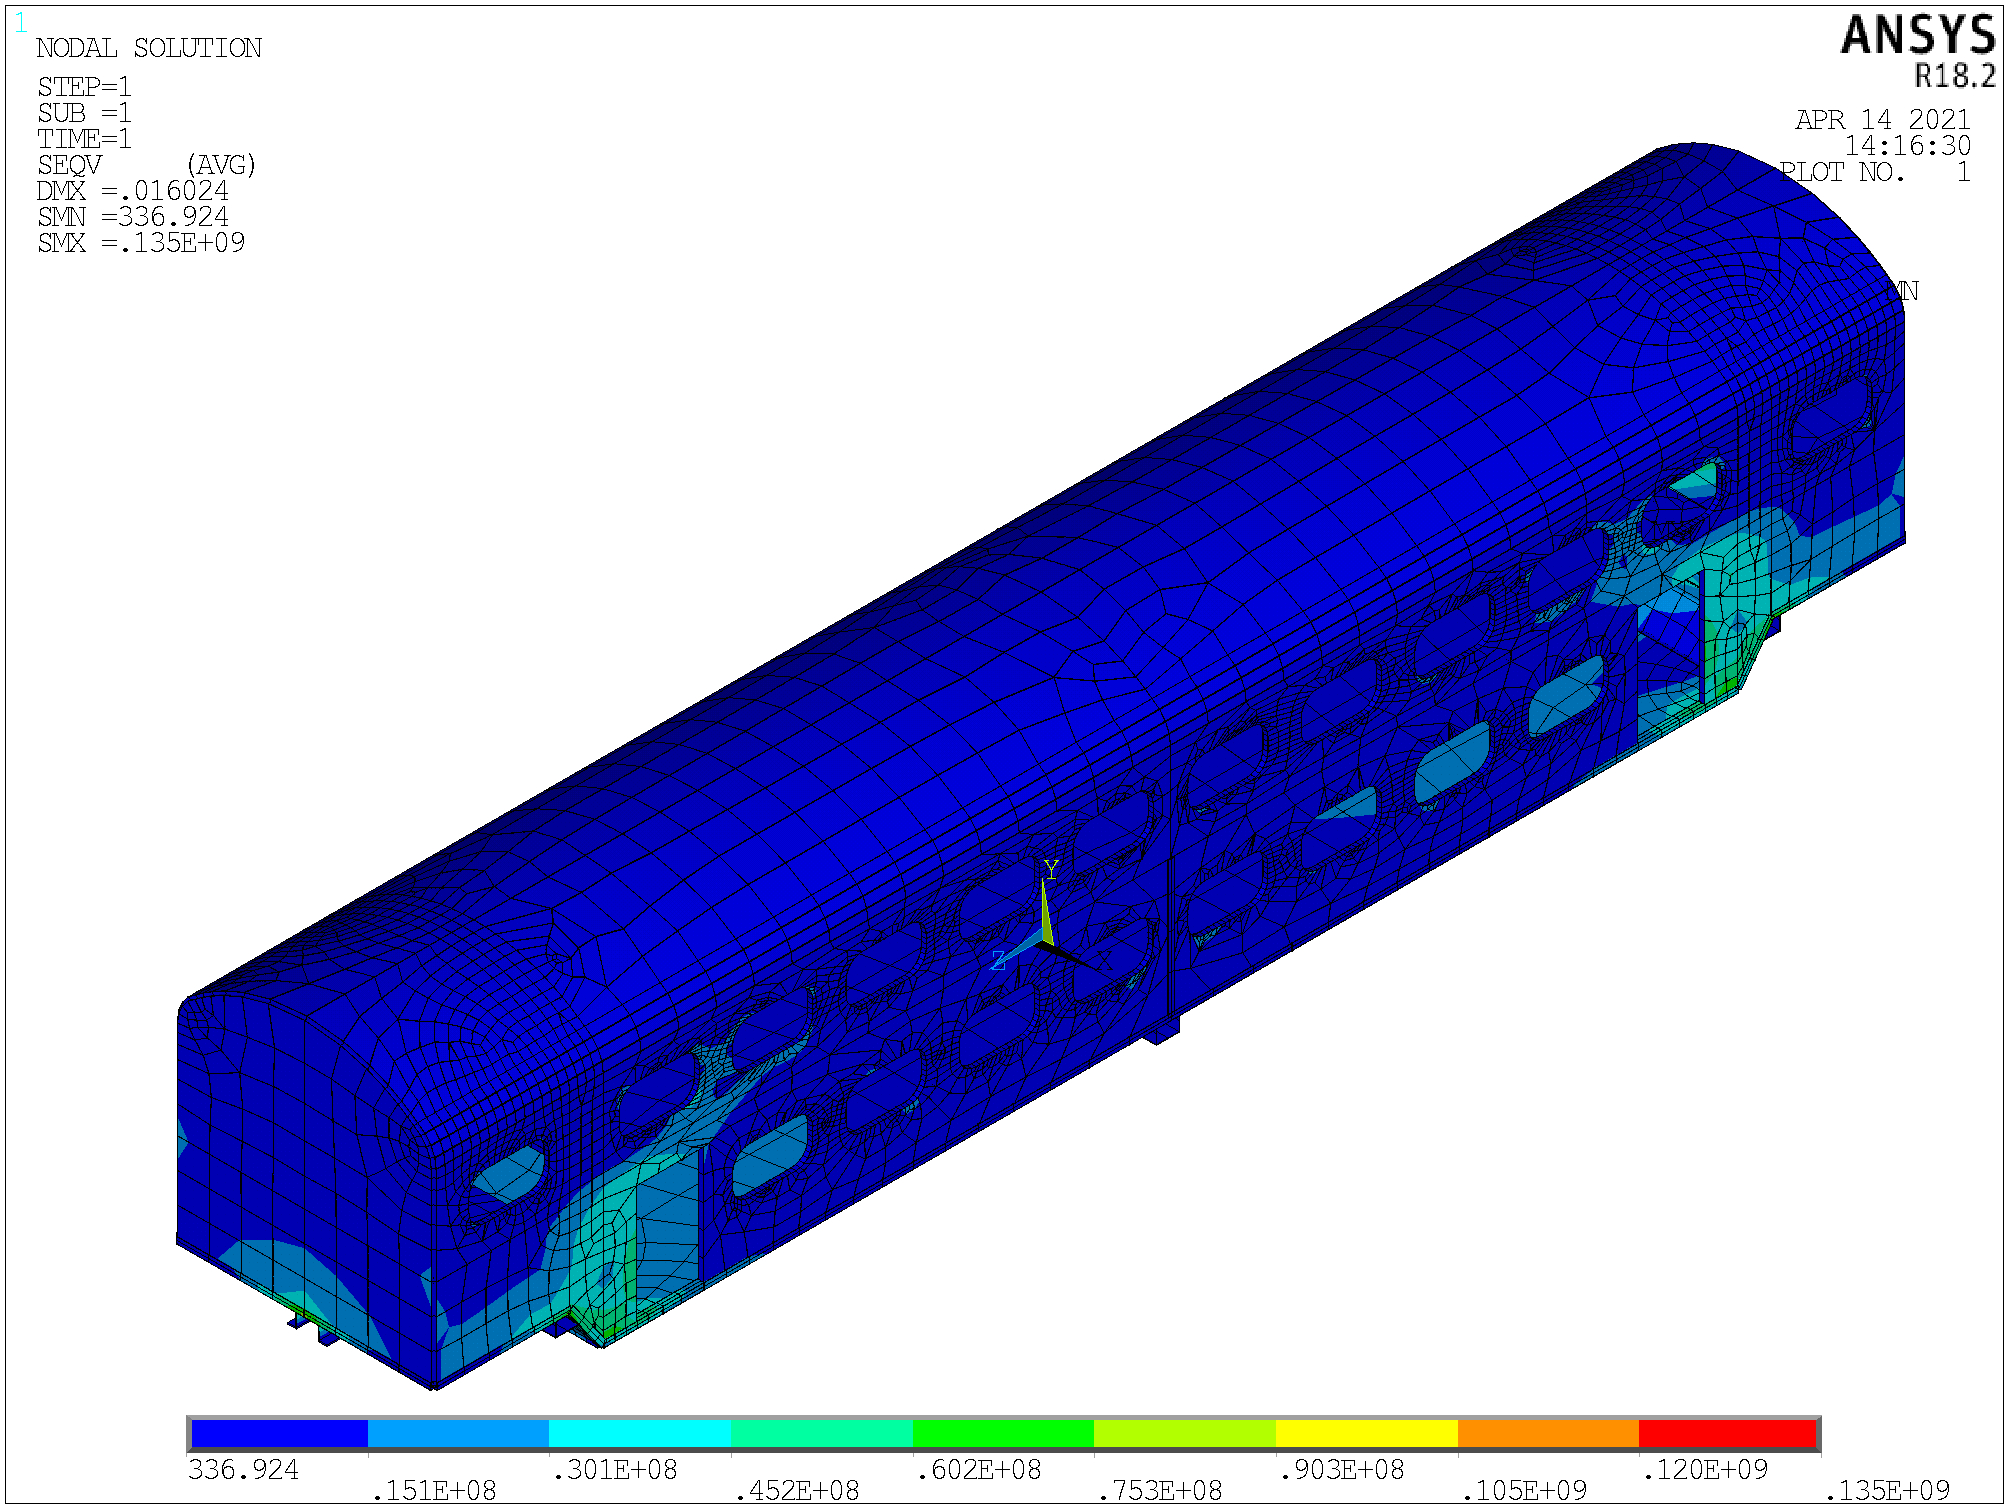 1
NODAL SOLUTION
STEP=1
SUB =1
TIME=1
SEQV (AVG)
DMX =.016024
SMN =336.924
SMX =.135E+09
ANSYS
R18.2
APR 14 2021
14:16:30
PLOT NO. 1
MN
Y
Z
336.924 .301E+08 .602E+08 .903E+08 .120E+09
.151E+08 .452E+08 .753E+08 .105E+09 .135E+09